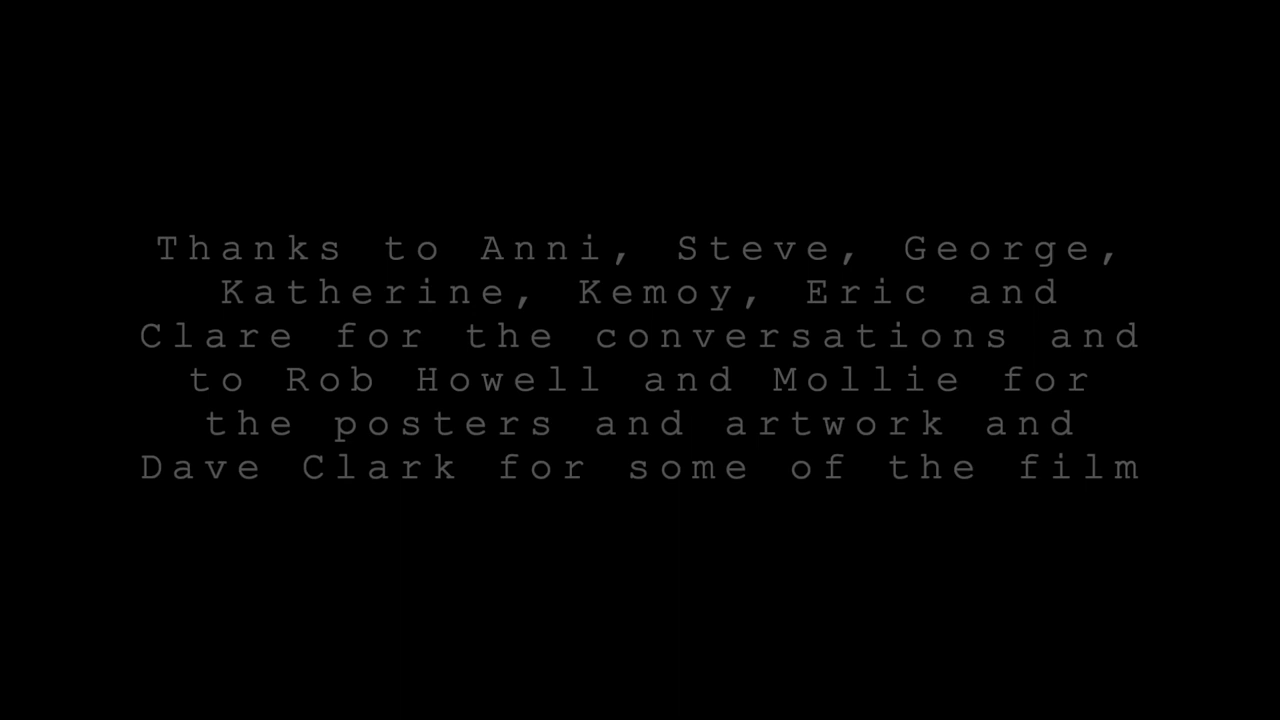 Thanks to Anni, Steve, George,
Katherine, Kemoy, Eric and
Clare for the conversations and
to Rob Howell and Mollie for
the posters and artwork and
Dave Clark for some of the film